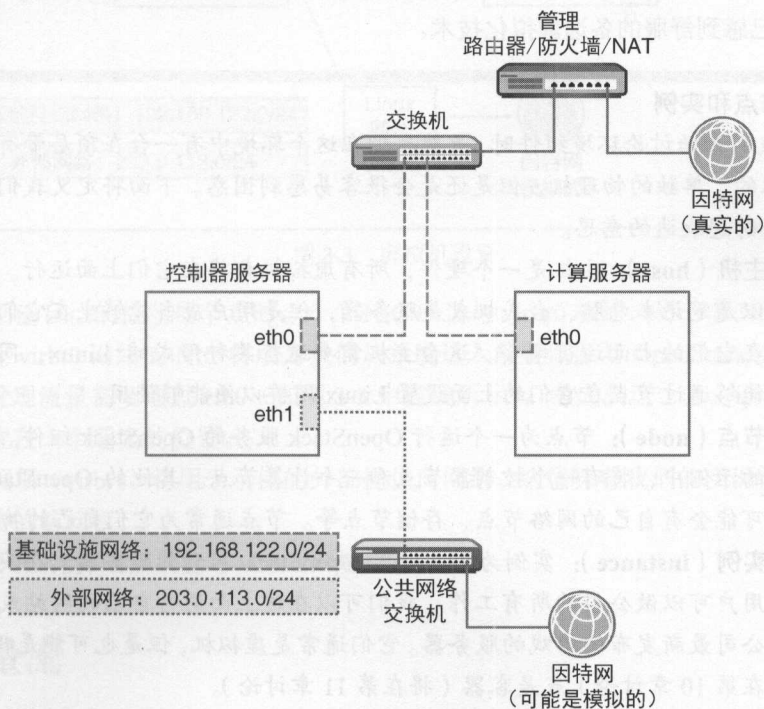 管理
路由器/防火墙/NAT
交换机
因特网
（真实的）
控制器服务器
计算服务器
eth0
eth0
eth1
基础设施网络：192.168.122.0/24
外部网络：203.0.113.0/24
公共网络
交换机
因特网
（可能是模拟的）